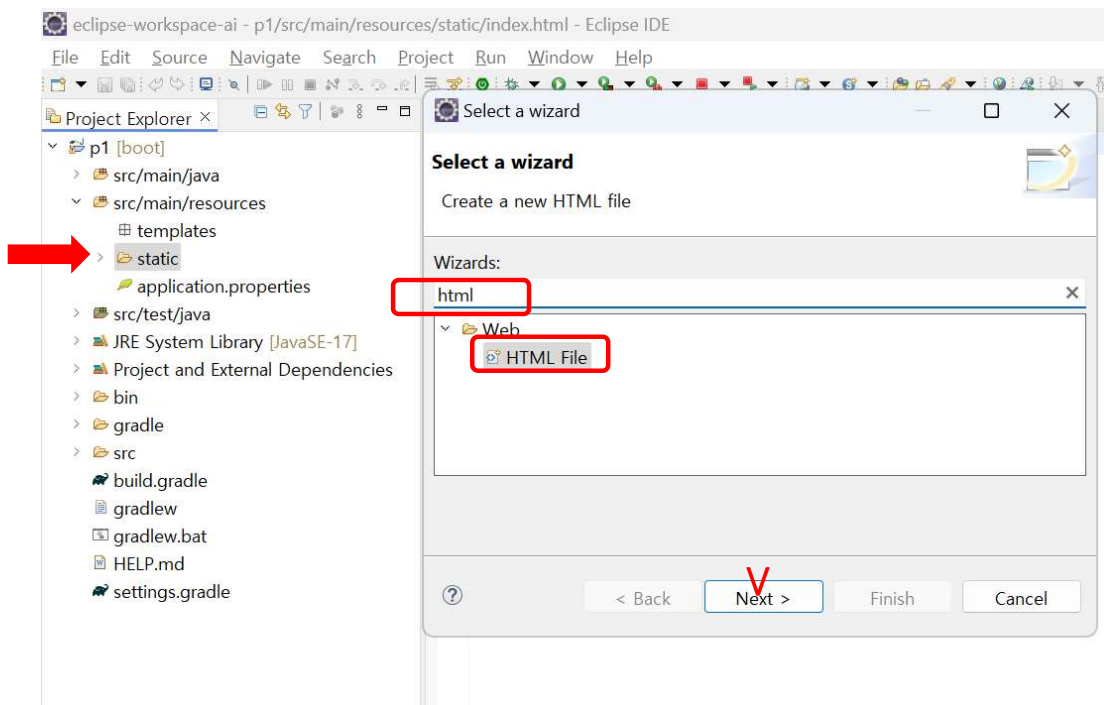 eclipse-workspace-ai - p1/src/main/resources/static/index.html - Eclipse IDE
File Edit Source Navigate Search Project Run Window Help
Project Explorer ×
p1 [boot]
src/main/java
src/main/resources
templates
static
application.properties
src/test/java
JRE System Library [JavaSE-17]
Project and External Dependencies
bin
gradle
src
build.gradle
gradlew
gradlew.bat
HELP.md
settings.gradle
Select a wizard
Select a wizard
Create a new HTML file
Wizards:
html
Web
HTML File
< Back Next > Finish Cancel
V